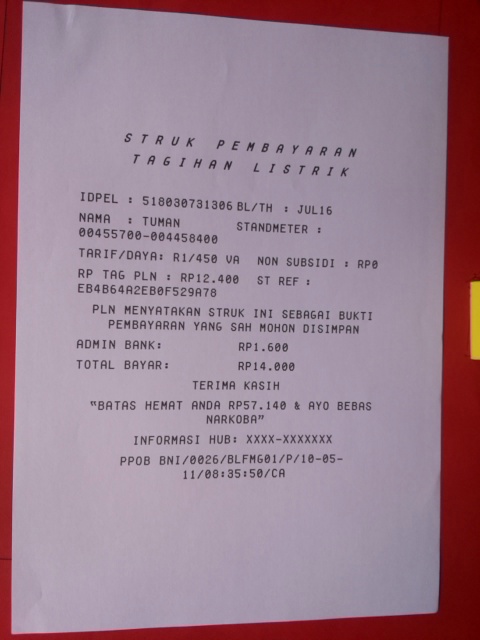 STRUK PEMBAYARAN
TAGIHAN LISTRIK
IDPEL : 518030731306 BL/TH : JUL16
NAMA : TUMAN STANDMETER :
00455700-004458400
TARIF/DAYA: R1/450 VA NON SUBSIDI : RP0
RP TAG PLN : RP12.400 ST REF :
EB4B64A2EB0F529A78
PLN MENYATAKAN STRUK INI SEBAGAI BUKTI
PEMBAYARAN YANG SAH MOHON DISIMPAN
ADMIN BANK: RP1.600
TOTAL BAYAR: RP14.000
TERIMA KASIH
"BATAS HEMAT ANDA RP57.140 & AYO BEBAS
NARKOBA"
INFORMASI HUB: XXXX-XXXXXXX
PPOB BNI/0026/BLFMG01/P/10-05-
11/08:35:50/CA